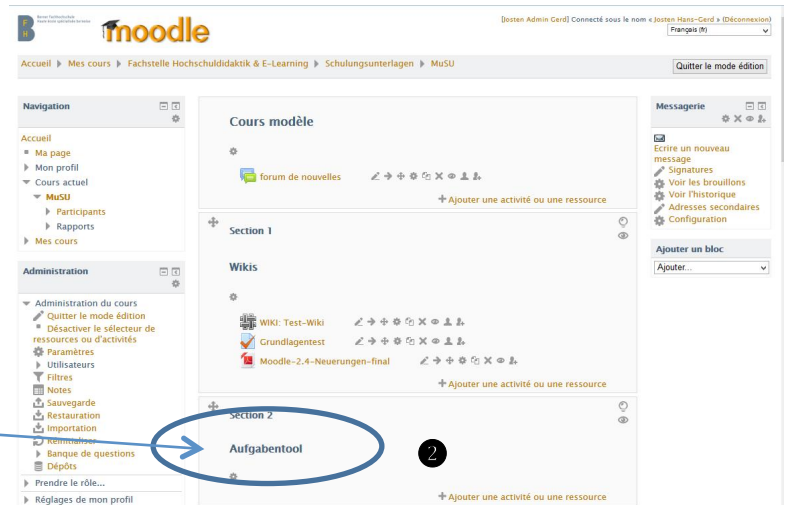 B
F
H
Berner Fachhochschule
Haute école spécialisée bernoise
moodle
[Josten Admin Gerd] Connecté sous le nom « Josten Hans-Gerd » (Déconnexion)
Français (fr)
Accueil ▶ Mes cours ▶ Fachstelle Hochschuldidaktik & E-Learning ▶ Schulungsunterlagen ▶ MuSU
Quitter le mode édition
Navigation
Accueil
Ma page
Mon profil
Cours actuel
MuSU
Participants
Rapports
Mes cours
Administration
Administration du cours
Quitter le mode édition
Désactiver le sélecteur de
ressources ou d'activités
Paramètres
Utilisateurs
Filtres
Notes
Sauvegarde
Restauration
Importation
Réinitialiser
Banque de questions
Dépôts
Prendre le rôle...
Réglages de mon profil
Cours modèle
forum de nouvelles
Ajouter une activité ou une ressource
Section 1
Wikis
WIKI: Test-Wiki
Grundlagentest
Moodle-2.4-Neuerungen-final
Ajouter une activité ou une ressource
Section 2
Aufgabentool
2
Ajouter une activité ou une ressource
Messagerie
Ecrire un nouveau
message
Signatures
Voir les brouillons
Voir l'historique
Adresses secondaires
Configuration
Ajouter un bloc
Ajouter...